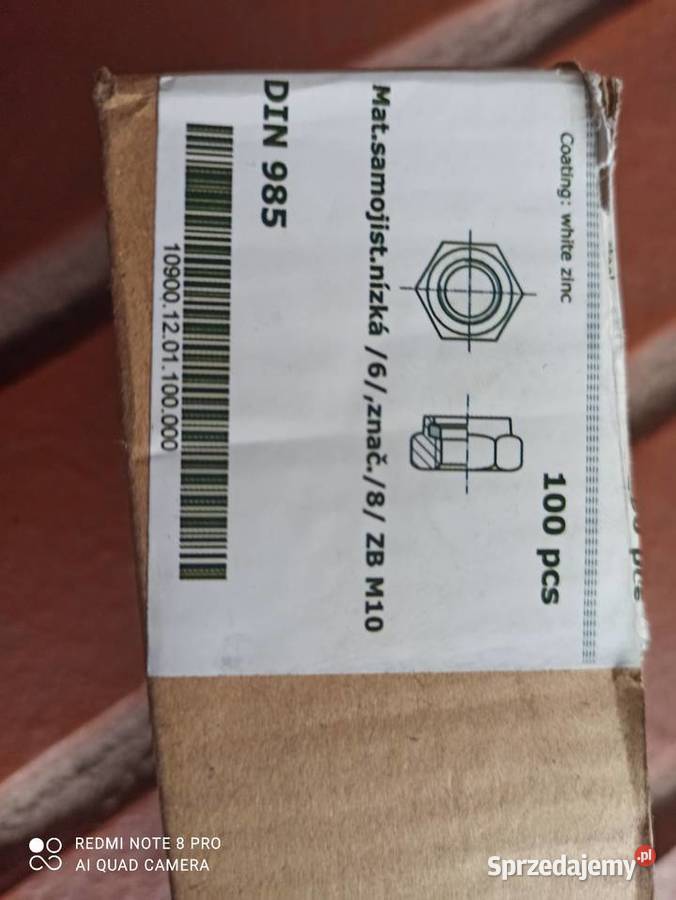 Coating: white zinc
100 pcs
Mat.samojist.nízká /6/,znač./8/ ZB M10
DIN 985
10900.12.01.100.000
REDMI NOTE 8 PRO
AI QUAD CAMERA
Sprzedajemy.pl